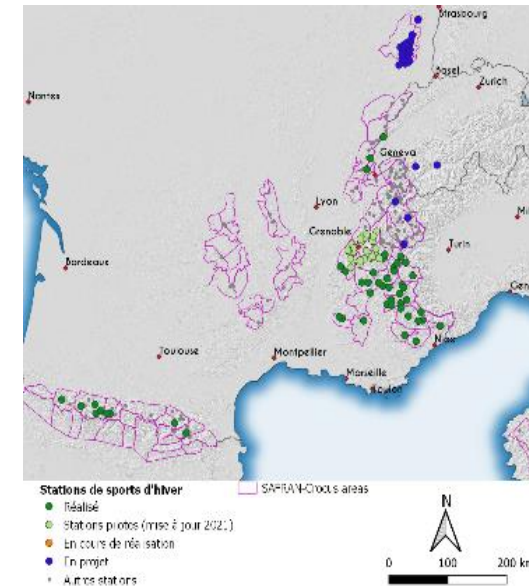 Strasbourg
Basel
Zurich
Nantes
Geneva
Lyon
Grenoble
Turin
Bordeaux
Toulouse
Montpellier
Nice
Marseille
Toulon
Stations de sports d'hiver
SAFRAN-Crocus areas
Réalisé
Stations pilotes (mise à jour 2021)
En cours de réalisation
En projet
Autres stations
N
0 100 200 km